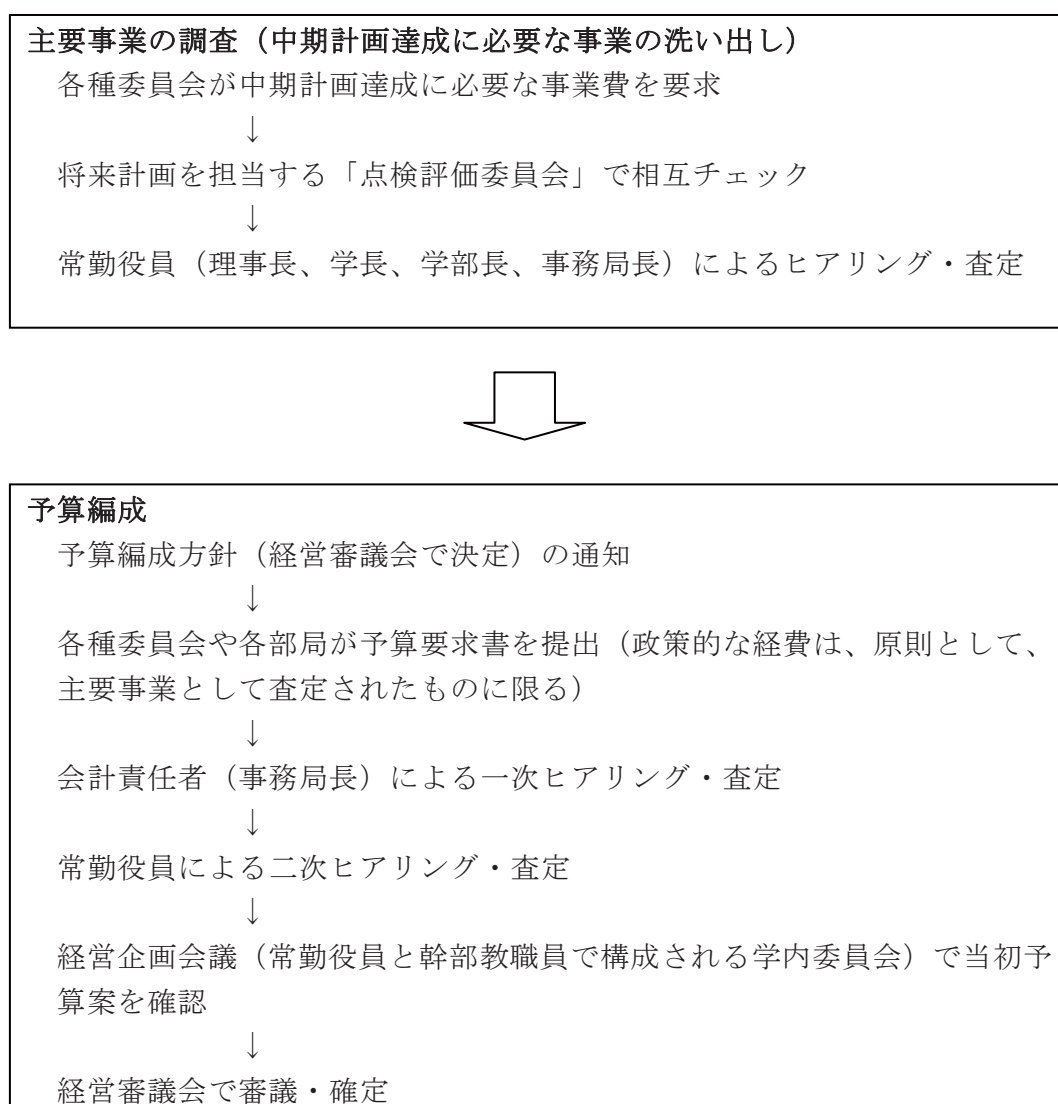 主要事業の調査（中期計画達成に必要な事業の洗い出し）
各種委員会が中期計画達成に必要な事業費を要求
↓
将来計画を担当する「点検評価委員会」で相互チェック
↓
常勤役員（理事長、学長、学部長、事務局長）によるヒアリング・査定
予算編成
予算編成方針（経営審議会で決定）の通知
↓
各種委員会や各部局が予算要求書を提出（政策的な経費は、原則として、
主要事業として査定されたものに限る）
↓
会計責任者（事務局長）による一次ヒアリング・査定
↓
常勤役員による二次ヒアリング・査定
↓
経営企画会議（常勤役員と幹部教職員で構成される学内委員会）で当初予
算案を確認
↓
経営審議会で審議・確定